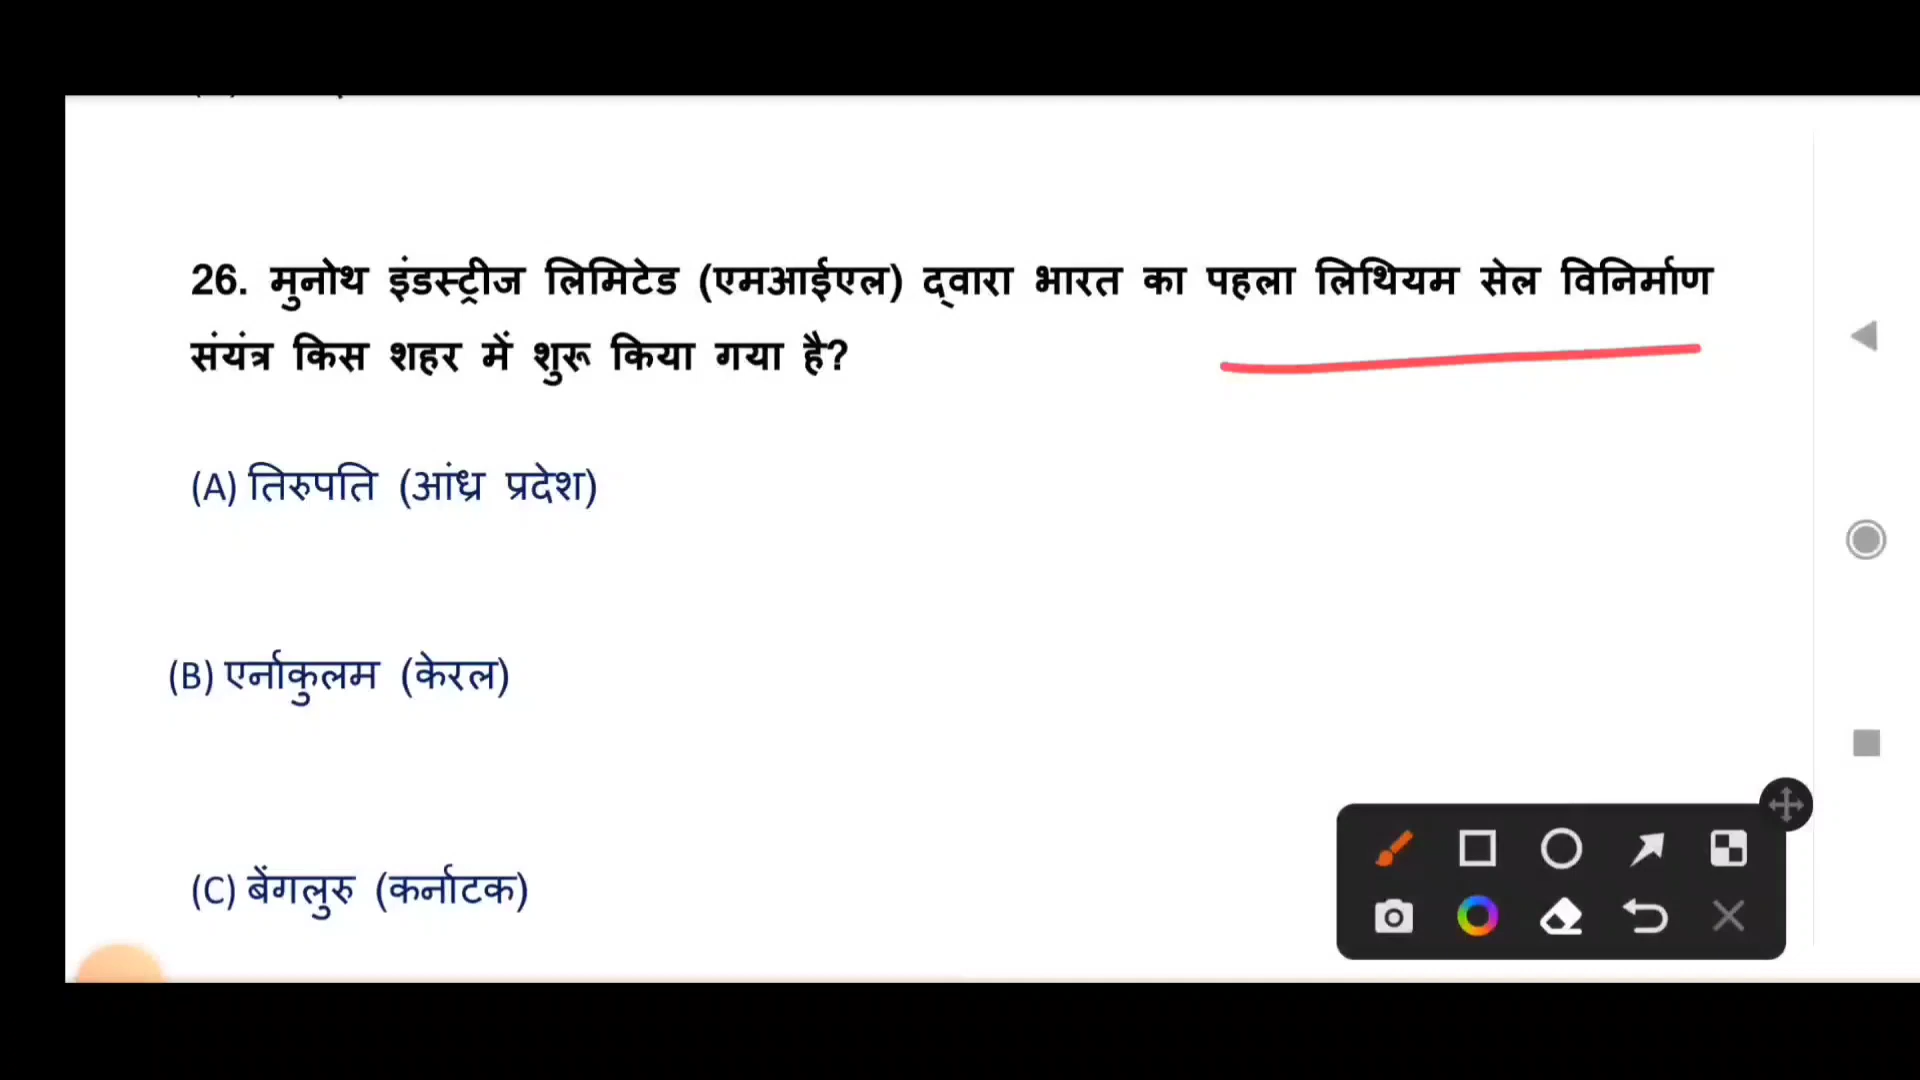 26. मुनोथ इंडस्ट्रीज लिमिटेड (एमआईएल) द्वारा भारत का पहला लिथियम सेल विनिर्माण
संयंत्र किस शहर में शुरू किया गया है?
(A) तिरुपति (आंध्र प्रदेश)
(B) एर्नाकुलम (केरल)
(C) बेंगलुरु (कर्नाटक)